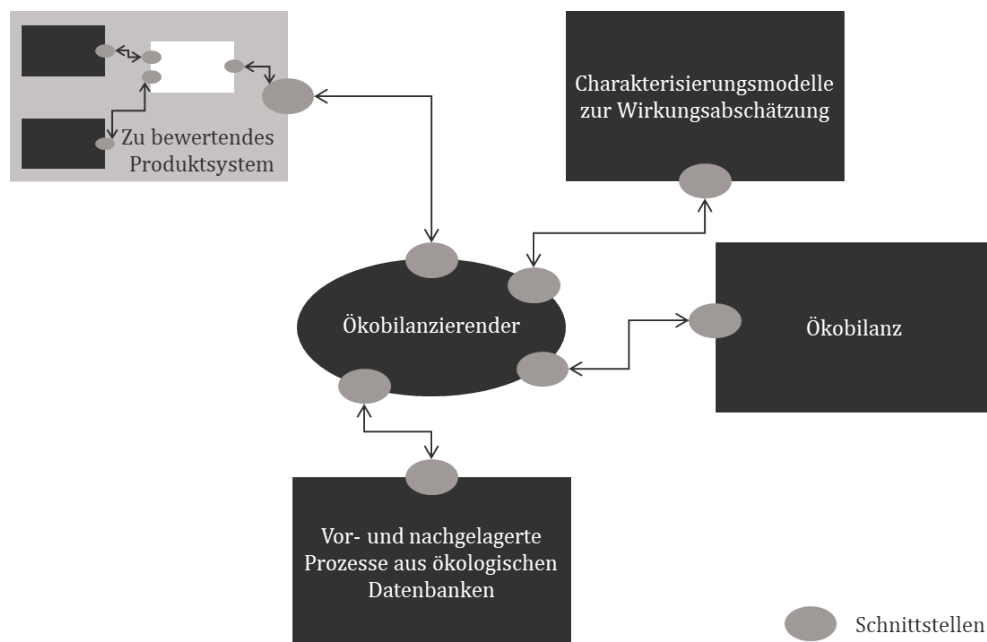 Zu bewertendes
Produktsystem
Charakterisierungsmodelle
zur Wirkungsabschätzung
Ökobilanzierender
Ökobilanz
Vor- und nachgelagerte
Prozesse aus ökologischen
Datenbanken
Schnittstellen